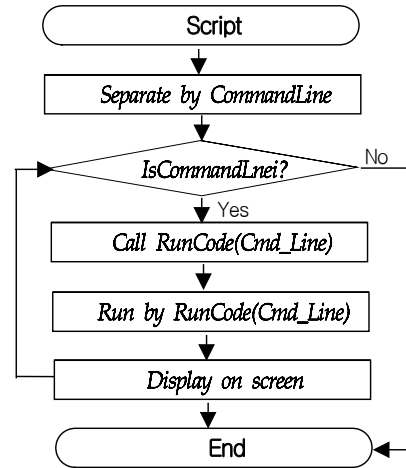 Script
Separate by CommandLine
IsCommandLnei?
No
Yes
Call RunCode(Cmd_Line)
Run by RunCode(Cmd_Line)
Display on screen
End